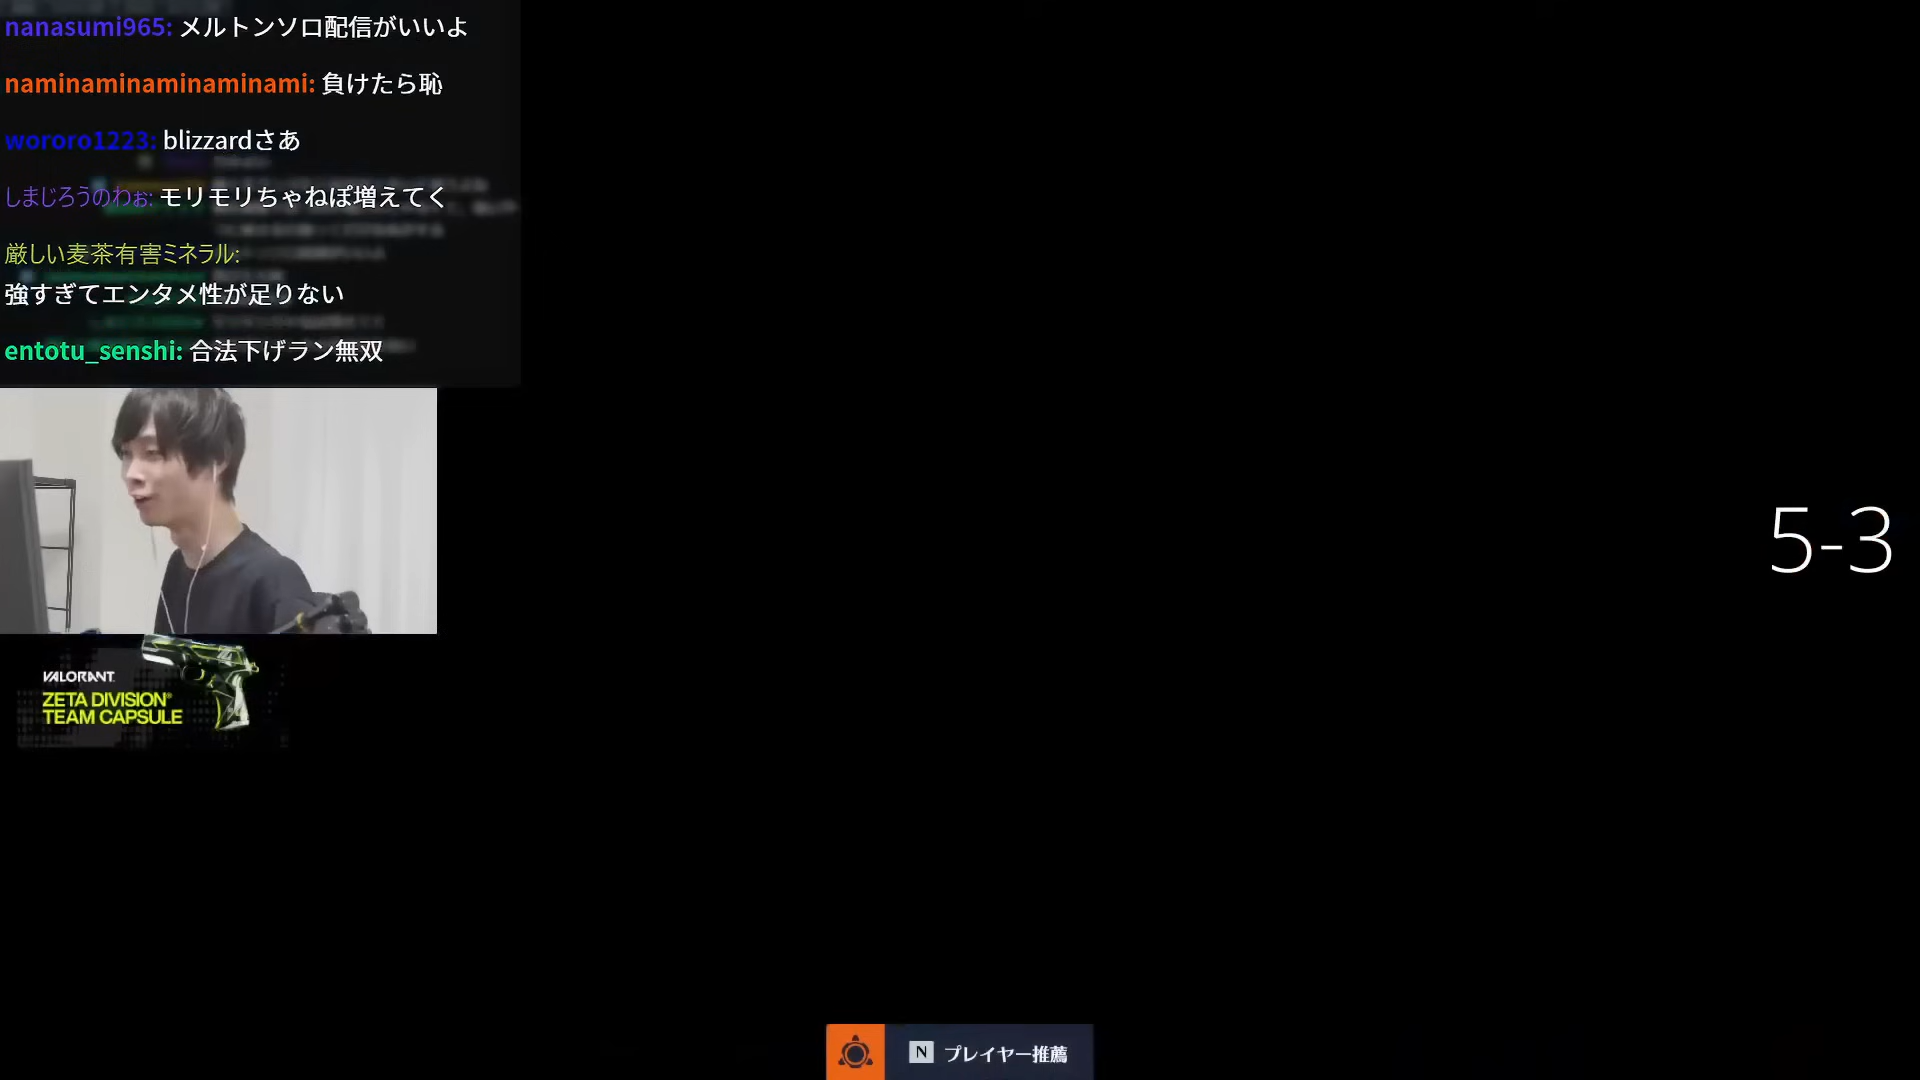 nanasumi965: メルトンソロ配信がいいよ
naminaminaminaminami: 負けたら恥
wororo1223: blizzardさあ
しまじろうのわぉ: モリモリちゃねぽ増えてく
厳しい麦茶有害ミネラル:
強すぎてエンタメ性が足りない
entotu_senshi: 合法下げラン無双
5-3
VALORANT
ZETA DIVISION®
TEAM CAPSULE
N プレイヤー推薦